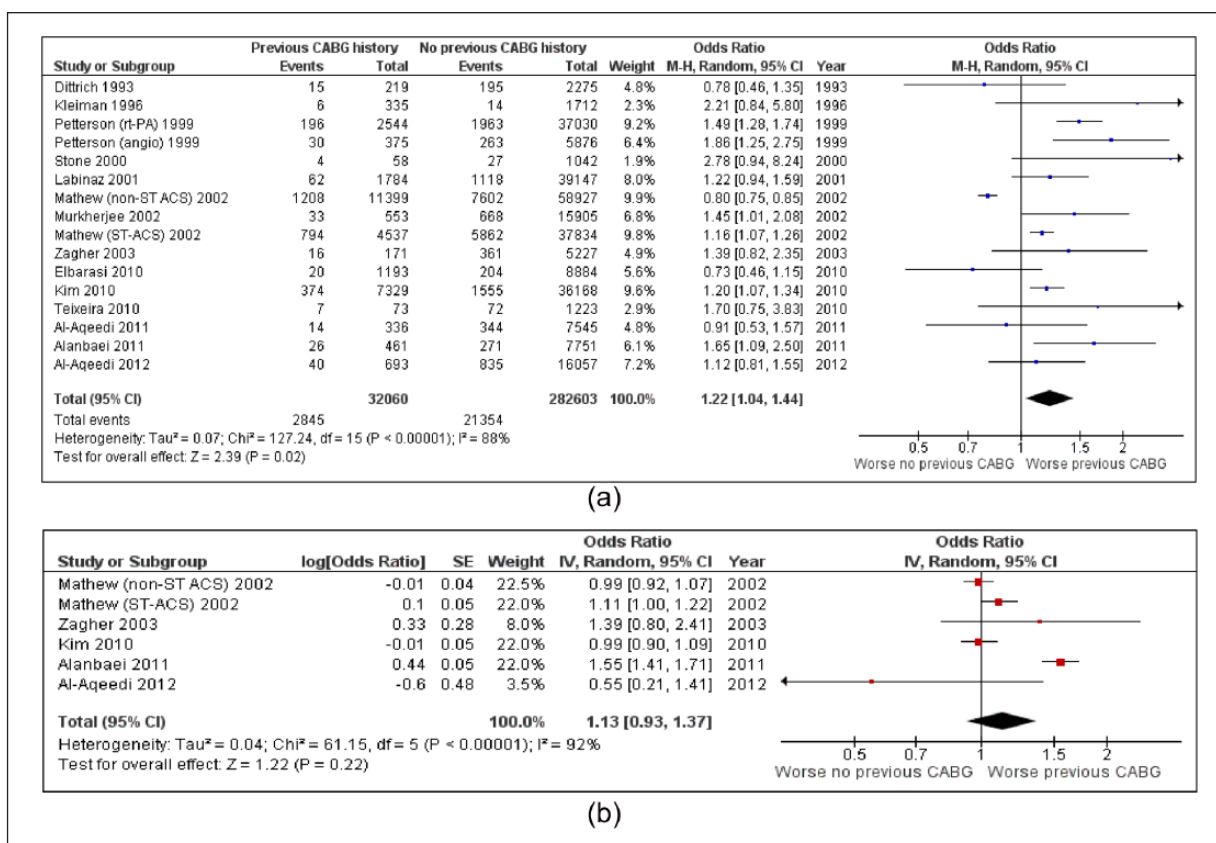 Previous CABG history No previous CABG history Odds Ratio Odds Ratio
Study or Subgroup Events Total Events Total Weight M-H, Random, 95% CI Year M-H, Random, 95% CI
Dittrich 1993 15 219 195 2275 4.8% 0.78 [0.46, 1.35] 1993
Kleiman 1996 6 335 14 1712 2.3% 2.21 [0.84, 5.80] 1996
Petterson (rt-PA) 1999 196 2544 1963 37030 9.2% 1.49 [1.28, 1.74] 1999
Petterson (angio) 1999 30 375 263 5876 6.4% 1.86 [1.25, 2.75] 1999
Stone 2000 4 58 27 1042 1.9% 2.78 [0.94, 8.24] 2000
Labinaz 2001 62 1784 1118 39147 8.0% 1.22 [0.94, 1.59] 2001
Mathew (non-ST ACS) 2002 1208 11399 7602 58927 9.9% 0.80 [0.75, 0.85] 2002
Murkherjee 2002 33 553 668 15905 6.8% 1.45 [1.01, 2.08] 2002
Mathew (ST-ACS) 2002 794 4537 5862 37834 9.8% 1.16 [1.07, 1.26] 2002
Zagher 2003 16 171 361 5227 4.9% 1.39 [0.82, 2.35] 2003
Elbarasi 2010 20 1193 204 8884 5.6% 0.73 [0.46, 1.15] 2010
Kim 2010 374 7329 1555 36168 9.6% 1.20 [1.07, 1.34] 2010
Teixeira 2010 7 73 72 1223 2.9% 1.70 [0.75, 3.83] 2010
Al-Aqeedi 2011 14 336 344 7545 4.8% 0.91 [0.53, 1.57] 2011
Alanbaei 2011 26 461 271 7751 6.1% 1.65 [1.09, 2.50] 2011
Al-Aqeedi 2012 40 693 835 16057 7.2% 1.12 [0.81, 1.55] 2012
Total (95% CI) 32060 282603 100.0% 1.22 [1.04, 1.44]
Total events 2845 21354
Heterogeneity: Tau² = 0.07; Chi² = 127.24, df = 15 (P < 0.00001); I² = 88%
Test for overall effect: Z = 2.39 (P = 0.02)
0.5 0.7 1 1.5 2
Worse no previous CABG Worse previous CABG
(a)
Odds Ratio Odds Ratio
Study or Subgroup log[Odds Ratio] SE Weight IV, Random, 95% CI Year IV, Random, 95% CI
Mathew (non-ST ACS) 2002 -0.01 0.04 22.5% 0.99 [0.92, 1.07] 2002
Mathew (ST-ACS) 2002 0.1 0.05 22.0% 1.11 [1.00, 1.22] 2002
Zagher 2003 0.33 0.28 8.0% 1.39 [0.80, 2.41] 2003
Kim 2010 -0.01 0.05 22.0% 0.99 [0.90, 1.09] 2010
Alanbaei 2011 0.44 0.05 22.0% 1.55 [1.41, 1.71] 2011
Al-Aqeedi 2012 -0.6 0.48 3.5% 0.55 [0.21, 1.41] 2012
Total (95% CI) 100.0% 1.13 [0.93, 1.37]
Heterogeneity: Tau² = 0.04; Chi² = 61.15, df = 5 (P < 0.00001); I² = 92%
Test for overall effect: Z = 1.22 (P = 0.22)
0.5 0.7 1 1.5 2
Worse no previous CABG Worse previous CABG
(b)